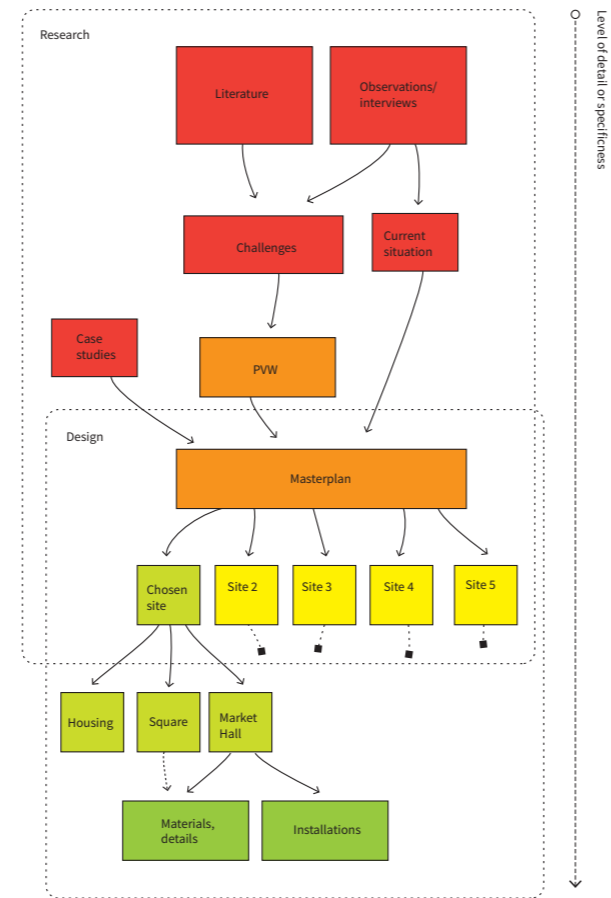 Research
Level of detail or specificness
Literature
Observations/
interviews
Challenges
Current
situation
Case
studies
PVW
Design
Masterplan
Chosen
site
Site 2
Site 3
Site 4
Site 5
Housing
Square
Market
Hall
Materials,
details
Installations